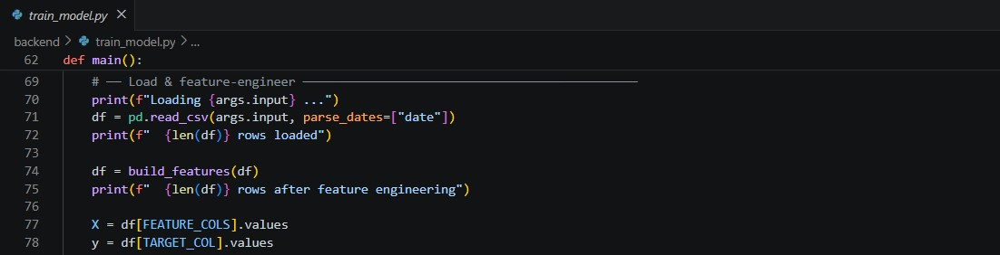 train_model.py
backend > train_model.py > ...
62 def main():
69 # —— Load & feature-engineer ——————————————————————————————
70 print(f"Loading {args.input} ...")
71 df = pd.read_csv(args.input, parse_dates=["date"])
72 print(f"  {len(df)} rows loaded")
73
74 df = build_features(df)
75 print(f"  {len(df)} rows after feature engineering")
76
77 X = df[FEATURE_COLS].values
78 y = df[TARGET_COL].values